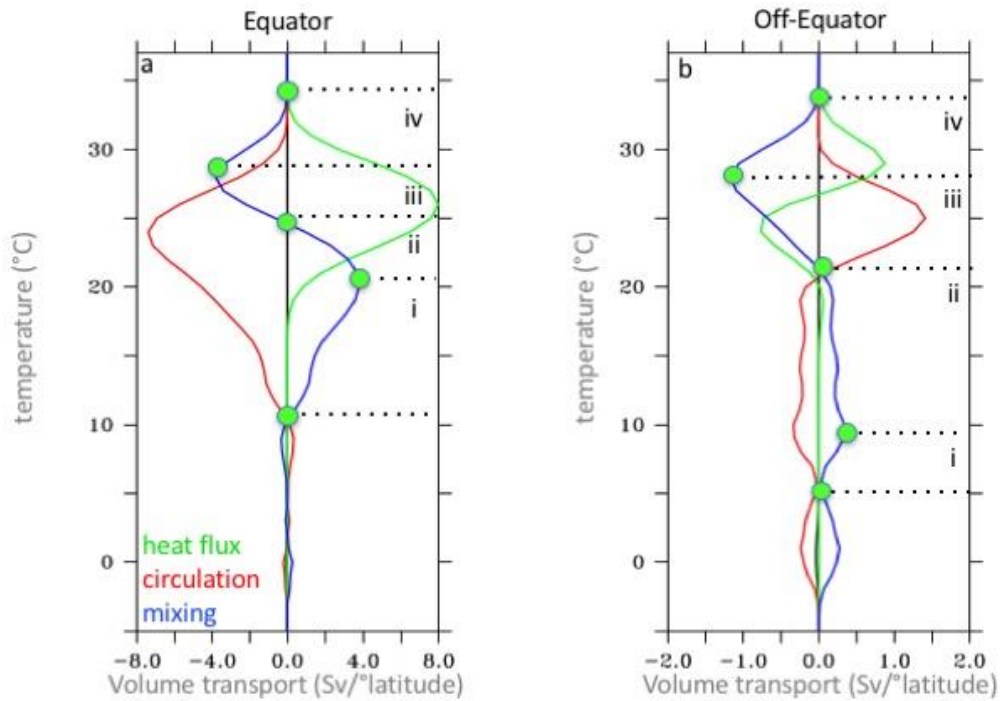 Equator
a
iv
iii
ii
i
30
20
10
0
temperature (°C)
heat flux
circulation
mixing
-8.0 -4.0 0.0 4.0 8.0
Volume transport (Sv/°latitude)
Off-Equator
b
iv
iii
ii
i
30
20
10
0
temperature (°C)
-2.0 -1.0 0.0 1.0 2.0
Volume transport (Sv/°latitude)